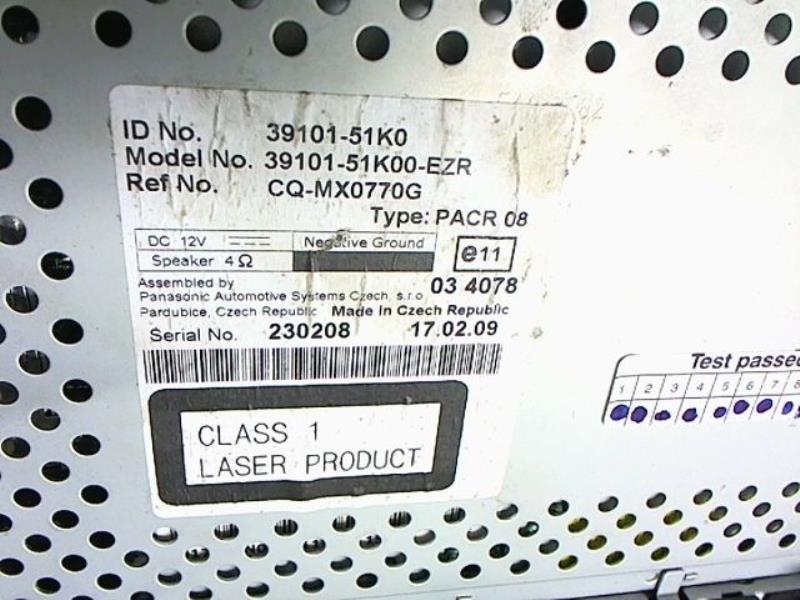 ID No. 39101-51K0
Model No. 39101-51K00-EZR
Ref No. CQ-MX0770G
Type: PACR 08
DC 12V Negative Ground
Speaker 4Ω
e11
Assembled by 03 4078
Panasonic Automotive Systems Czech, s.r.o
Pardubice, Czech Republic Made In Czech Republic
Serial No. 230208 17.02.09
CLASS 1
LASER PRODUCT
Test passed
1 2 3 4 5 6 7 8